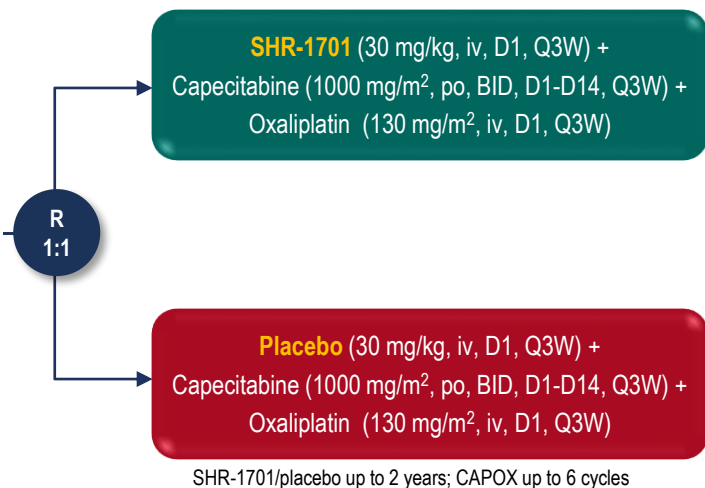 SHR-1701 (30 mg/kg, iv, D1, Q3W) +
Capecitabine (1000 mg/m², po, BID, D1-D14, Q3W) +
Oxaliplatin (130 mg/m², iv, D1, Q3W)
R
1:1
Placebo (30 mg/kg, iv, D1, Q3W) +
Capecitabine (1000 mg/m², po, BID, D1-D14, Q3W) +
Oxaliplatin (130 mg/m², iv, D1, Q3W)
SHR-1701/placebo up to 2 years; CAPOX up to 6 cycles